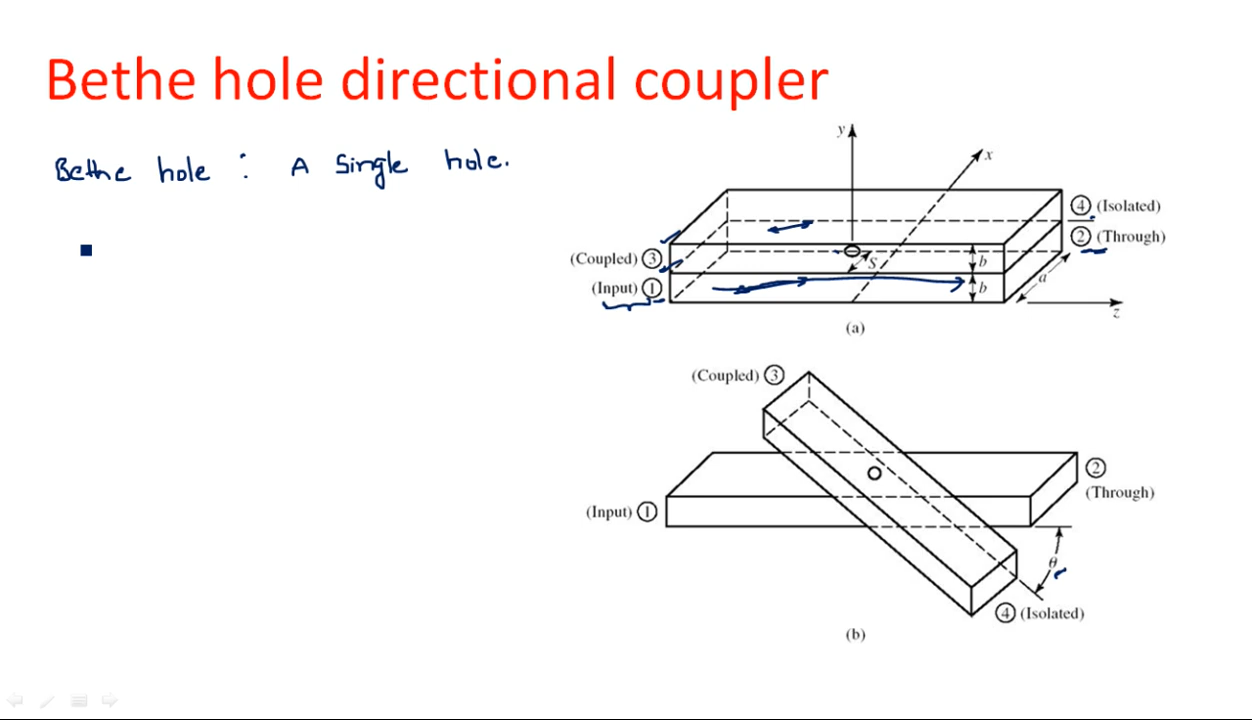 Bethe hole directional coupler
Bethe hole : A Single hole.
y
x
④ (Isolated)
② (Through)
(Coupled) ③
S
b
a
(Input) ①
b
z
(a)
(Coupled) ③
②
(Through)
(Input) ①
θ
④ (Isolated)
(b)